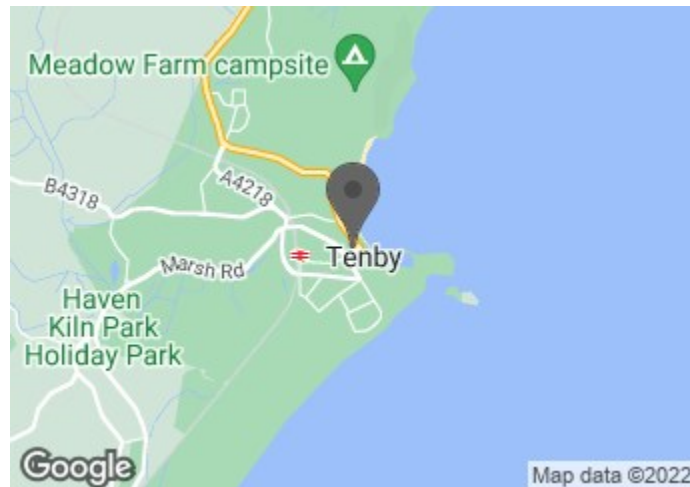 Meadow Farm campsite
B4318
A4218
Marsh Rd
Tenby
Haven
Kiln Park
Holiday Park
Google
Map data ©2022